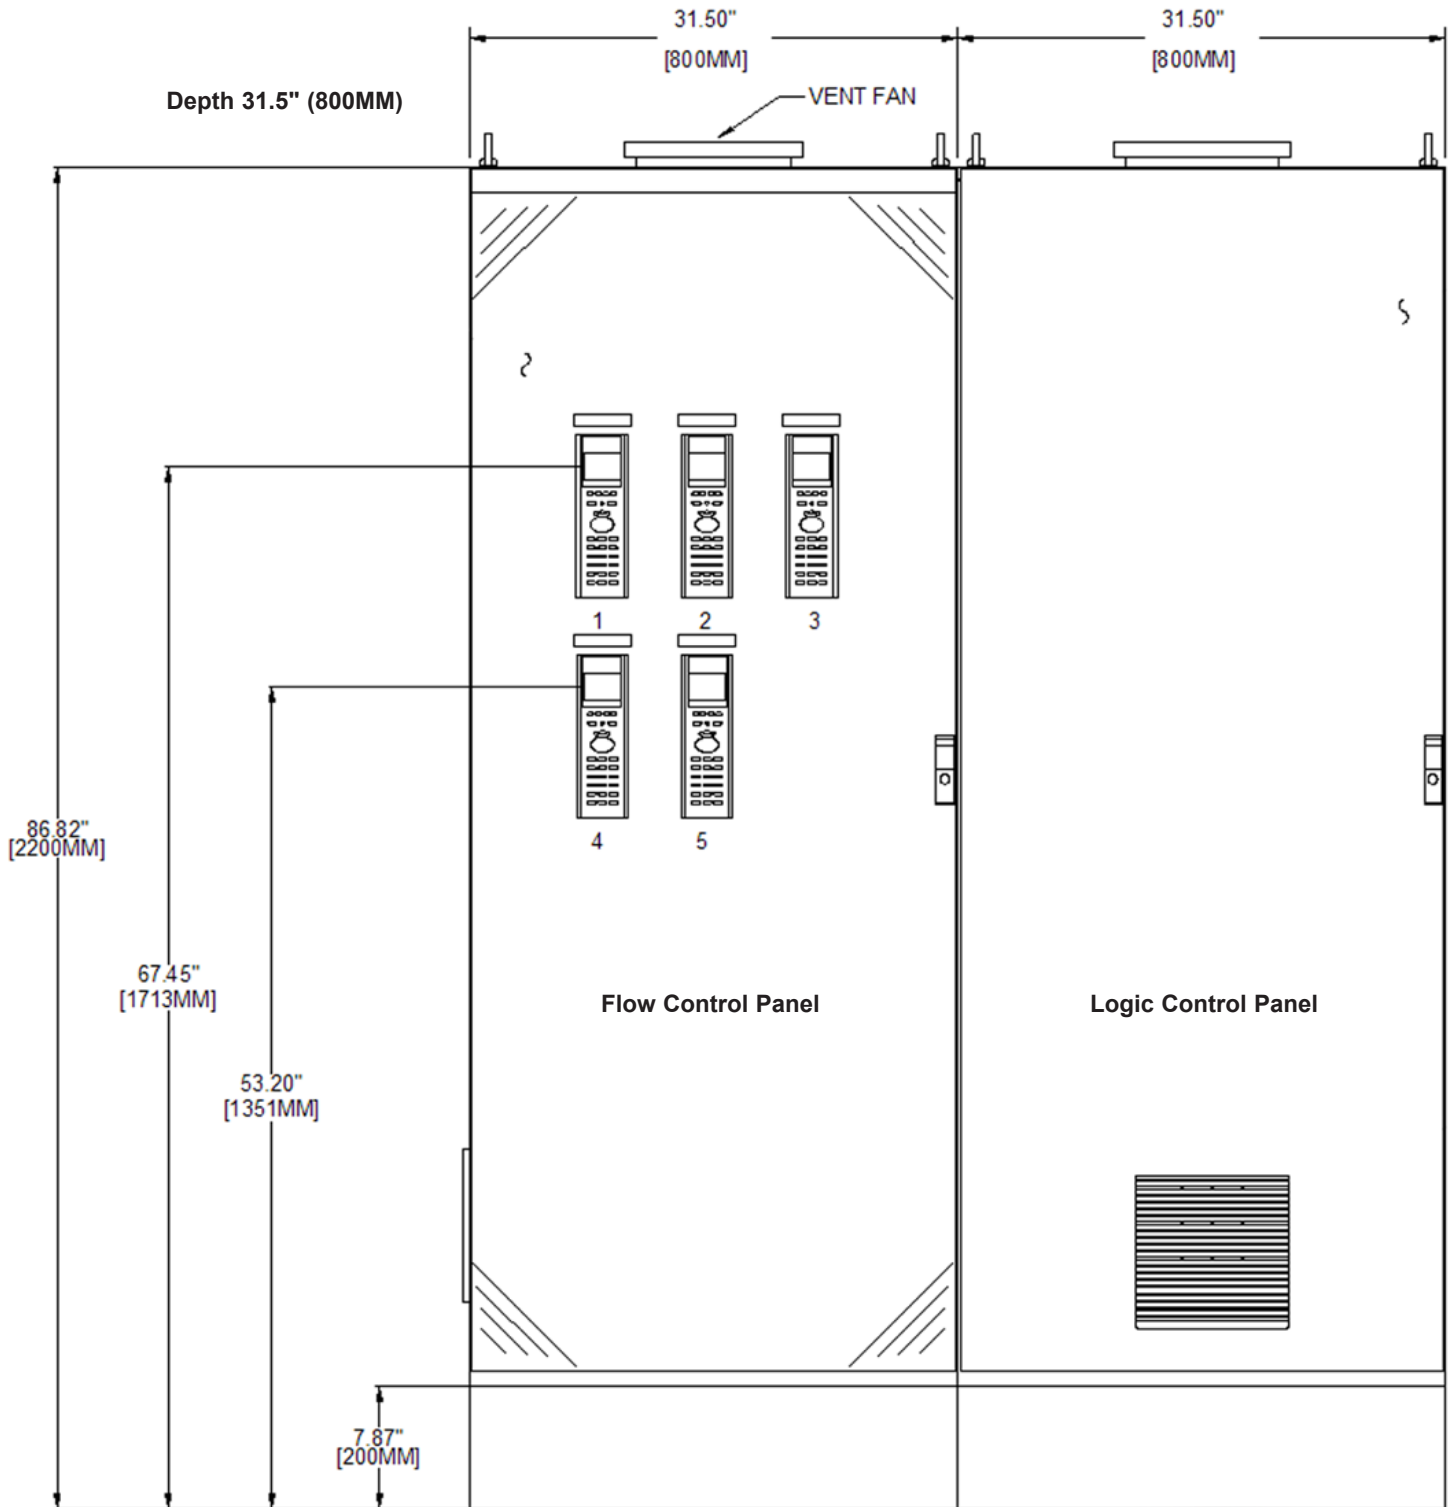 31.50"
[800MM]
31.50"
[800MM]
Depth 31.5" (800MM)
VENT FAN
1
2
3
4
5
86.82"
[2200MM]
67.45"
[1713MM]
Flow Control Panel
Logic Control Panel
53.20"
[1351MM]
7.87"
[200MM]